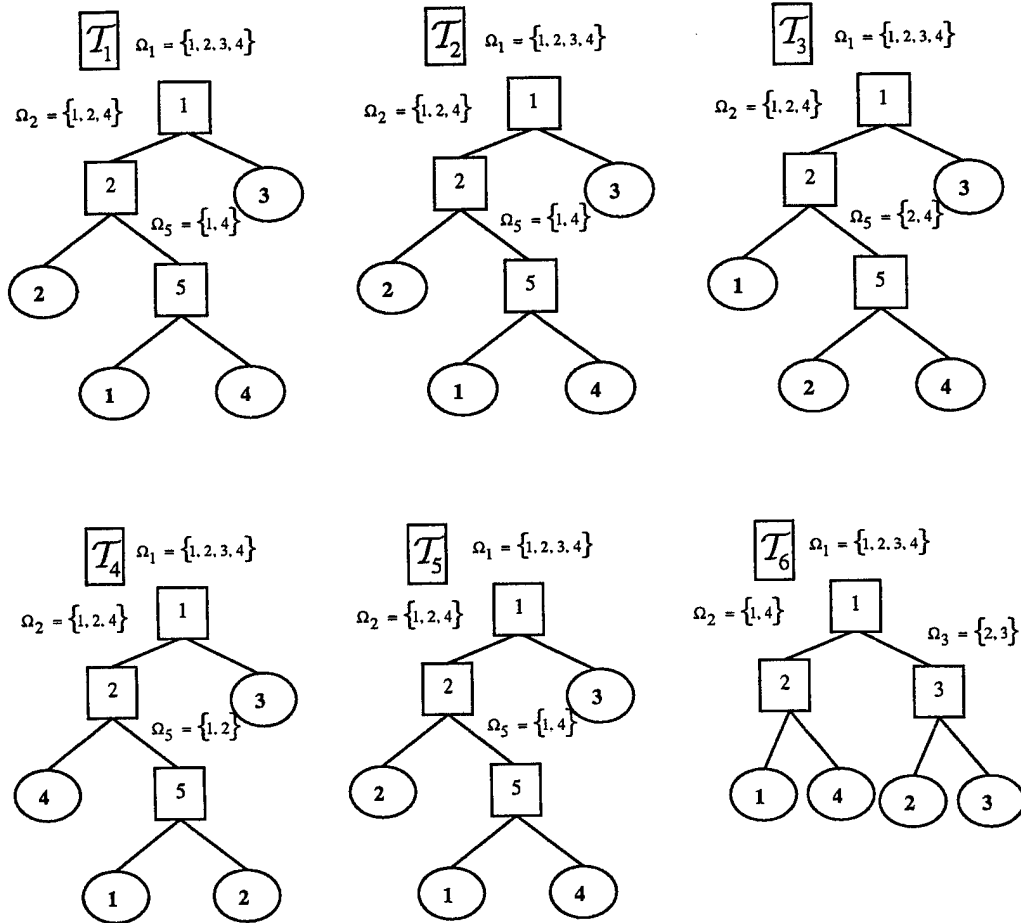 𝒯₁ Ω₁ = {1, 2, 3, 4}
Ω₂ = {1, 2, 4}
1
2
3
Ω₅ = {1, 4}
2
5
1
4
𝒯₂ Ω₁ = {1, 2, 3, 4}
Ω₂ = {1, 2, 4}
1
2
3
Ω₅ = {1, 4}
2
5
1
4
𝒯₃ Ω₁ = {1, 2, 3, 4}
Ω₂ = {1, 2, 4}
1
2
3
Ω₅ = {2, 4}
1
5
2
4
𝒯₄ Ω₁ = {1, 2, 3, 4}
Ω₂ = {1, 2, 4}
1
2
3
Ω₅ = {1, 2}
4
5
1
2
𝒯₅ Ω₁ = {1, 2, 3, 4}
Ω₂ = {1, 2, 4}
1
2
3
Ω₅ = {1, 4}
2
5
1
4
𝒯₆ Ω₁ = {1, 2, 3, 4}
Ω₂ = {1, 4}
1
Ω₃ = {2, 3}
2
3
1
4
2
3